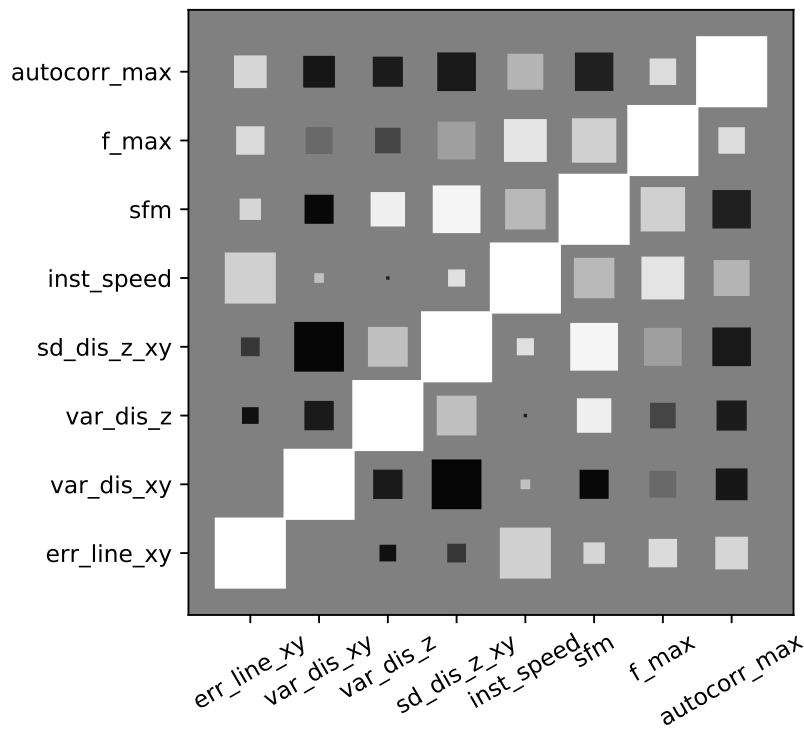 autocorr_max
f_max
sfm
inst_speed
sd_dis_z_xy
var_dis_z
var_dis_xy
err_line_xy
err_line_xy
var_dis_xy
var_dis_z
sd_dis_z_xy
inst_speed
sfm
f_max
autocorr_max